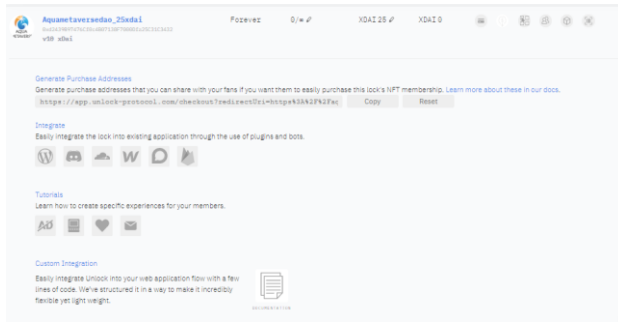 Aquametaversedao_25xdai Forever 0/∞ XDAI 25 XDAI 0
v10 xDai
Generate Purchase Addresses
Generate purchase addresses that you can share with your fans if you want them to easily purchase this lock's NFT membership. Learn more about these in our docs.
https://app.unlock-protocol.com/checkout?redirectUri=https%3A%2F%2Faq Copy Reset
Integrate
Easily integrate the lock into existing application through the use of plugins and bots.
Tutorials
Learn how to create specific experiences for your members.
Custom Integration
Easily integrate Unlock into your web application flow with a few
lines of code. We've structured it in a way to make it incredibly
flexible yet light weight.
DOCUMENTATION